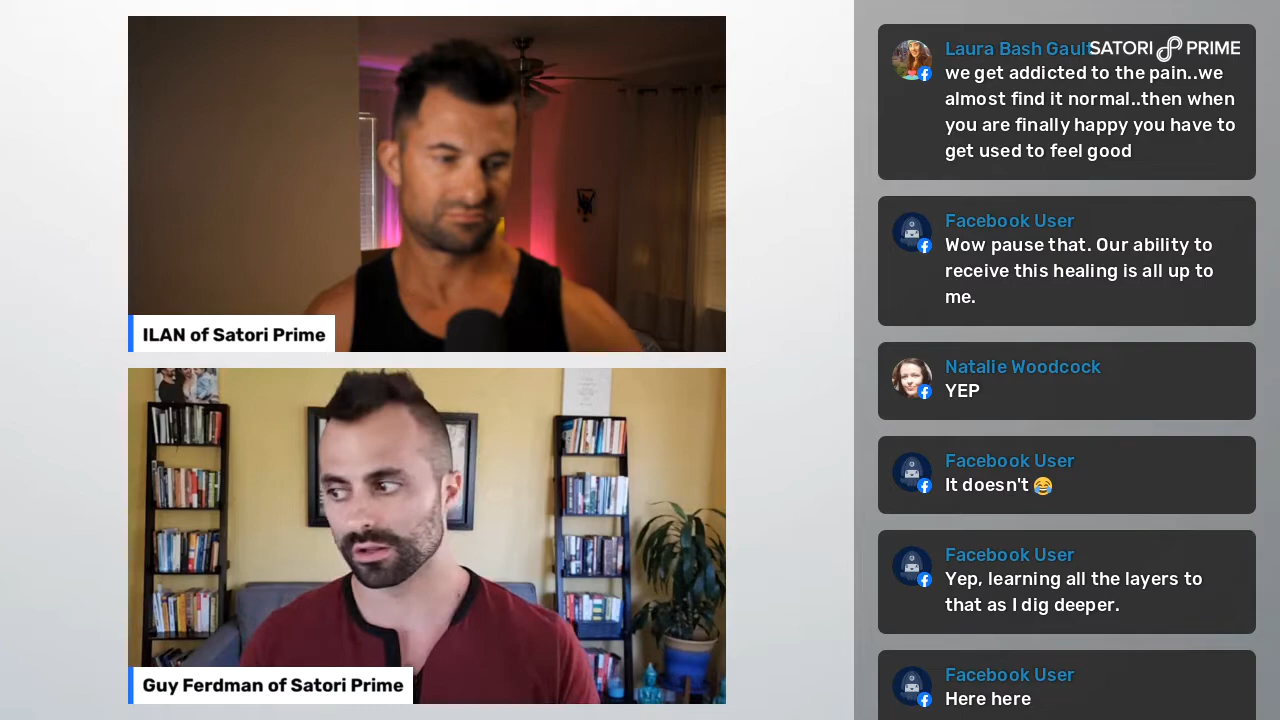 ILAN of Satori Prime
Guy Ferdman of Satori Prime
SATORI PRIME
Laura Bash Gault
we get addicted to the pain..we
almost find it normal..then when
you are finally happy you have to
get used to feel good
Facebook User
Wow pause that. Our ability to
receive this healing is all up to
me.
Natalie Woodcock
YEP
Facebook User
It doesn't 😂
Facebook User
Yep, learning all the layers to
that as I dig deeper.
Facebook User
Here here